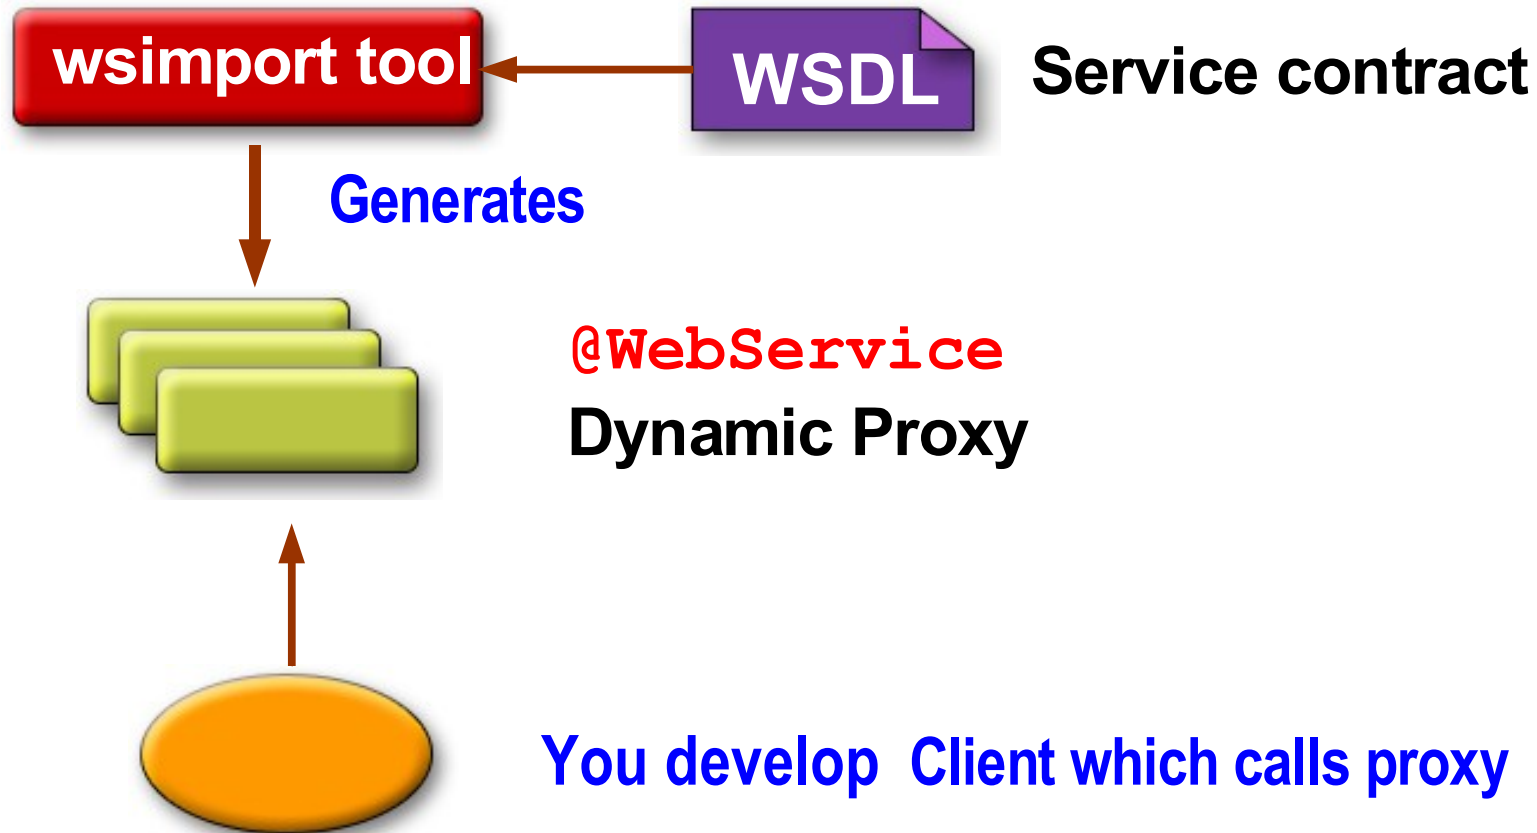 wsimport tool
WSDL
Service contract
Generates
@WebService
Dynamic Proxy
You develop Client which calls proxy